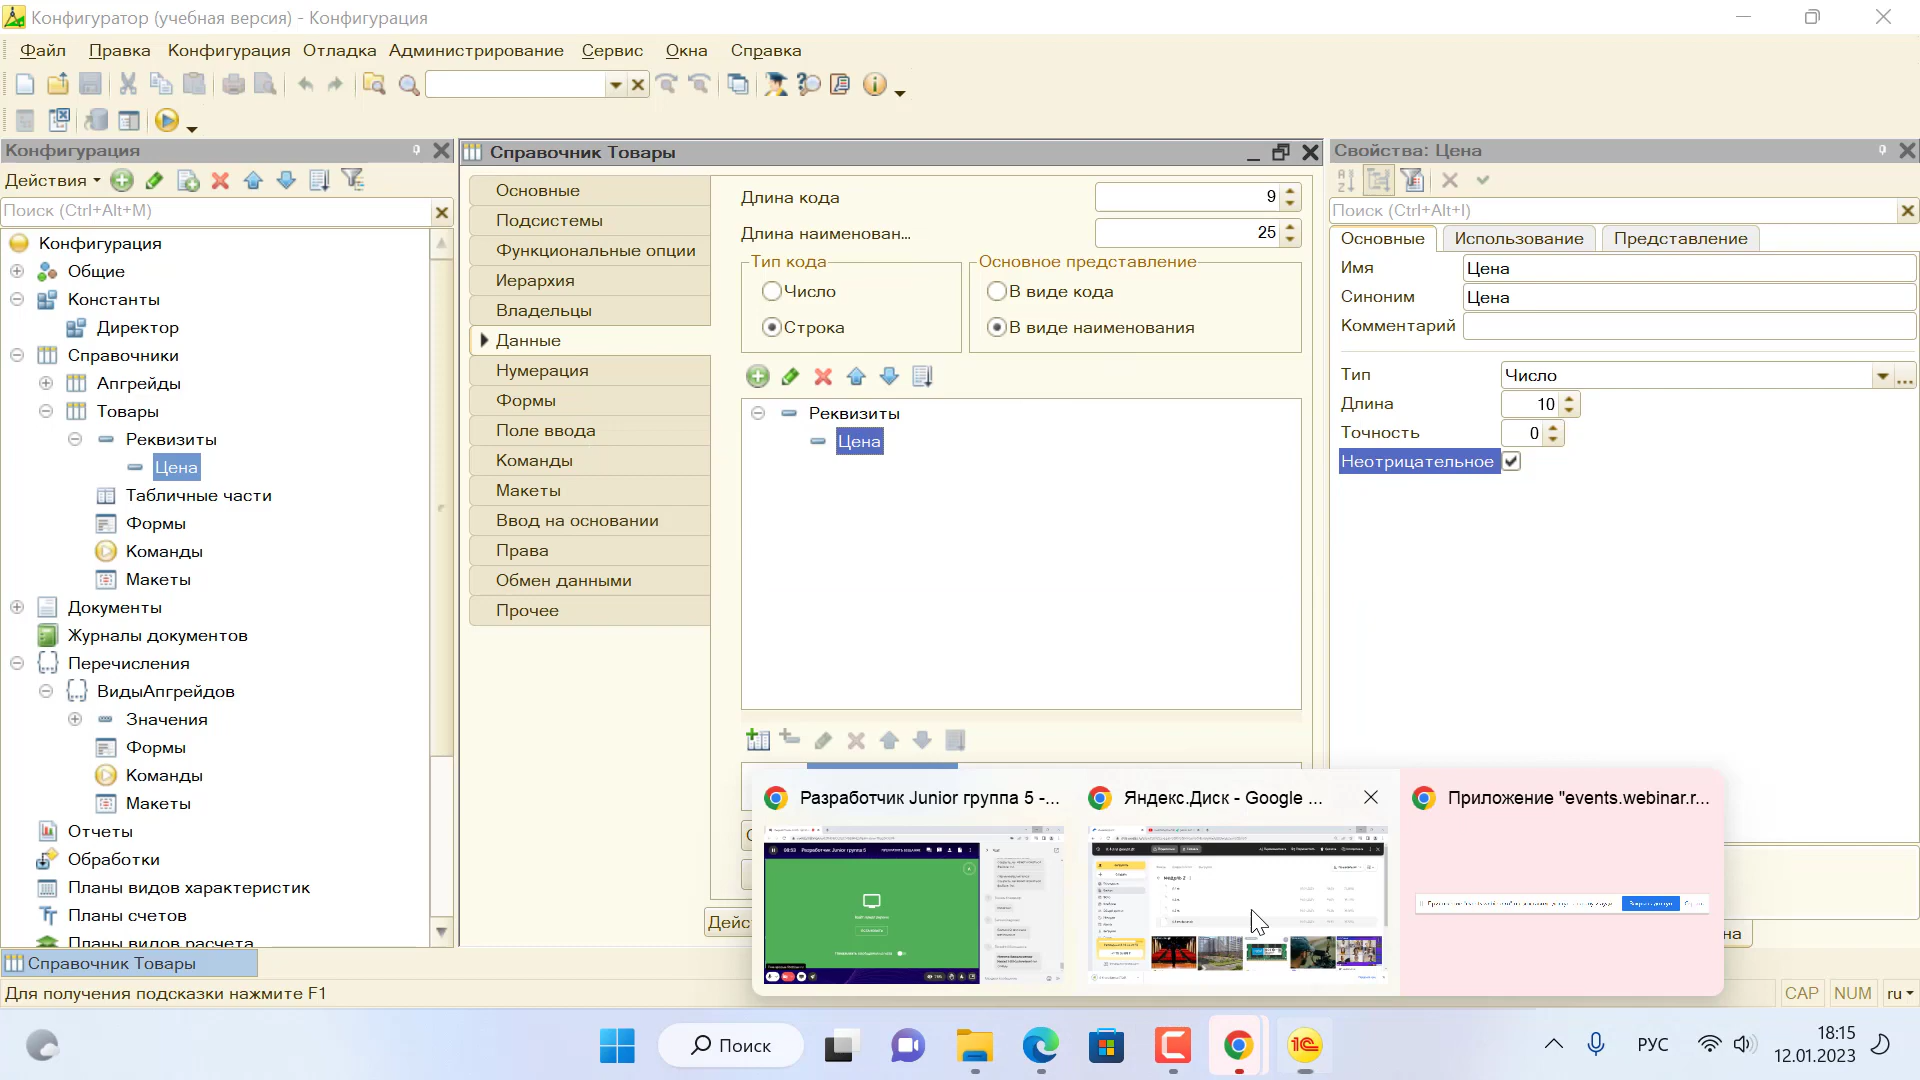 Конфигуратор (учебная версия) - Конфигурация
Файл Правка Конфигурация Отладка Администрирование Сервис Окна Справка
Конфигурация
Действия
Поиск (Ctrl+Alt+M)
Конфигурация
Общие
Константы
Директор
Справочники
Апгрейды
Товары
Реквизиты
Цена
Табличные части
Формы
Команды
Макеты
Документы
Журналы документов
Перечисления
ВидыАпгрейдов
Значения
Формы
Команды
Макеты
Отчеты
Обработки
Планы видов характеристик
Планы счетов
Планы видов расчета
Справочник Товары
Основные
Подсистемы
Функциональные опции
Иерархия
Владельцы
Данные
Нумерация
Формы
Поле ввода
Команды
Макеты
Ввод на основании
Права
Обмен данными
Прочее
Длина кода 9
Длина наименован... 25
Тип кода
Число
Строка
Основное представление
В виде кода
В виде наименования
Реквизиты
Цена
Дейс
Свойства: Цена
Поиск (Ctrl+Alt+I)
Основные Использование Представление
Имя Цена
Синоним Цена
Комментарий
Тип Число
Длина 10
Точность 0
Неотрицательное
на
Разработчик Junior группа 5 -...
Яндекс.Диск - Google ...
Приложение "events.webinar.r...
Разработчик Junior группа 5
Справочник Товары
Для получения подсказки нажмите F1
CAP NUM ru
Поиск
РУС
18:15
12.01.2023